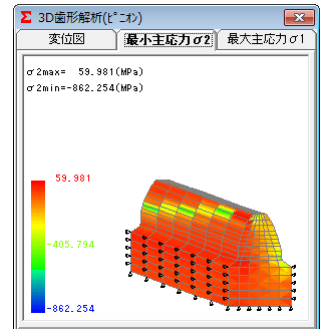 Σ 3D歯形解析(ﾋﾟﾆｵﾝ)
変位図 最小主応力σ2 最大主応力σ1
σ2max= 59.981(MPa)
σ2min=-862.254(MPa)
59.981
-405.794
-862.254